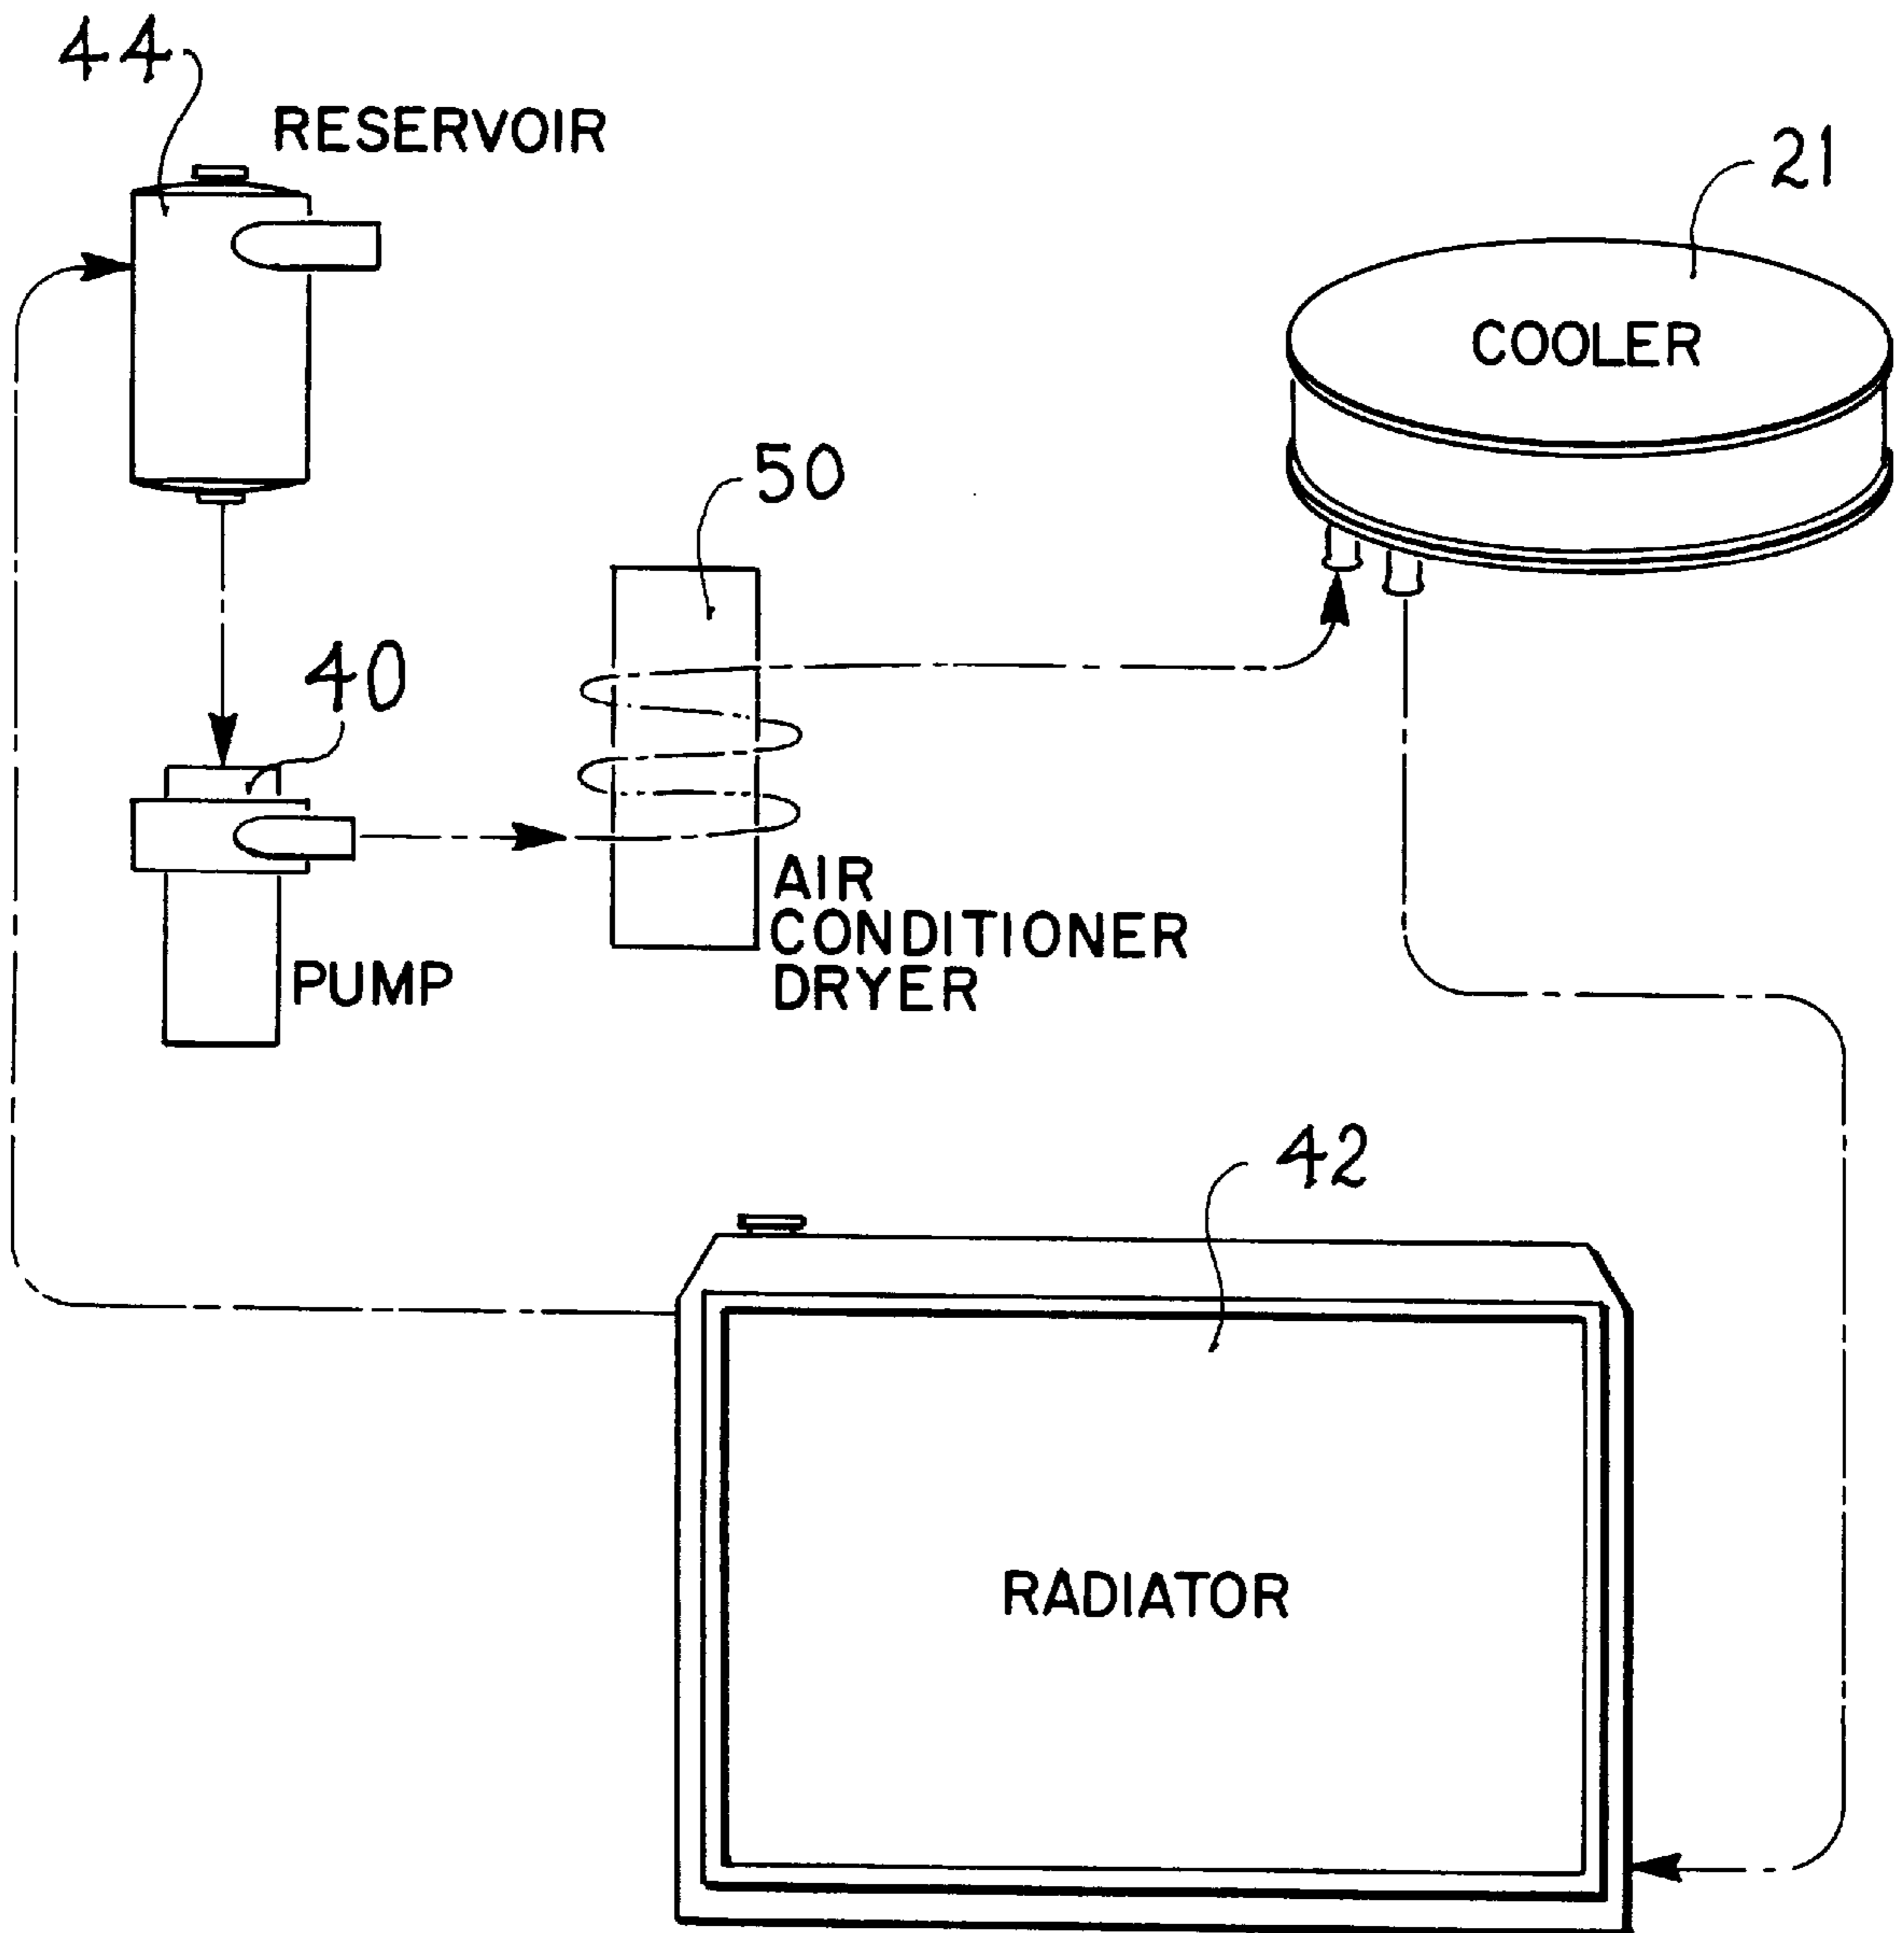 44
RESERVOIR
21
COOLER
50
40
AIR
CONDITIONER
DRYER
PUMP
42
RADIATOR